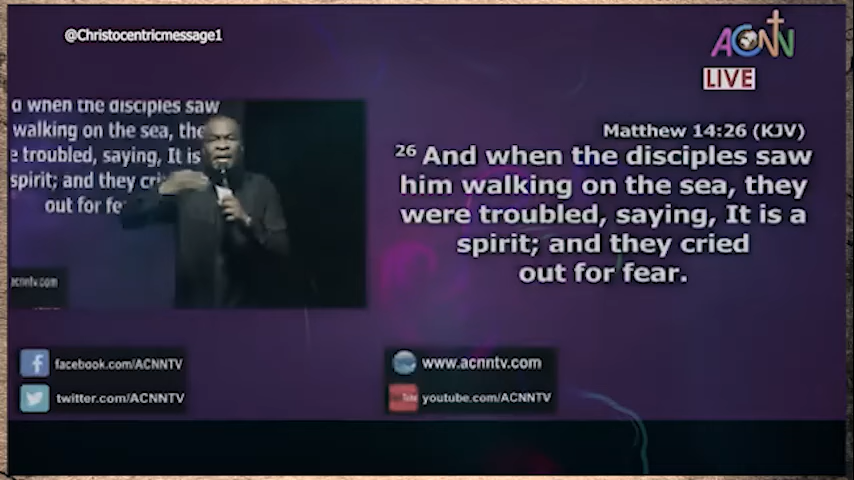 @Christocentricmessage1
ACNN
LIVE
d when the disciples saw
walking on the sea, the
e troubled, saying, It is
spirit; and they cri
out for fe
acnntv.com
Matthew 14:26 (KJV)
26 And when the disciples saw
him walking on the sea, they
were troubled, saying, It is a
spirit; and they cried
out for fear.
facebook.com/ACNNTV
twitter.com/ACNNTV
www.acnntv.com
youtube.com/ACNNTV